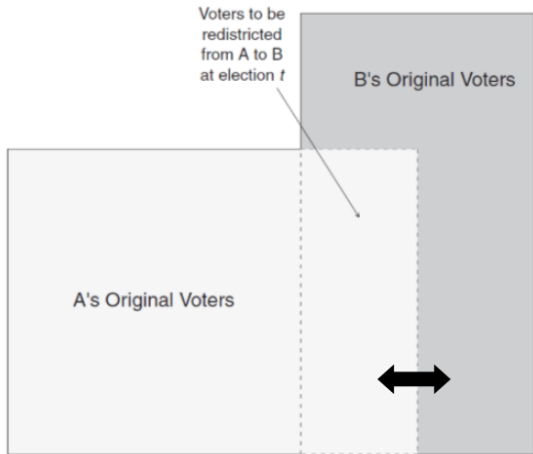 Voters to be
redistricted
from A to B
at election t
B's Original Voters
A's Original Voters